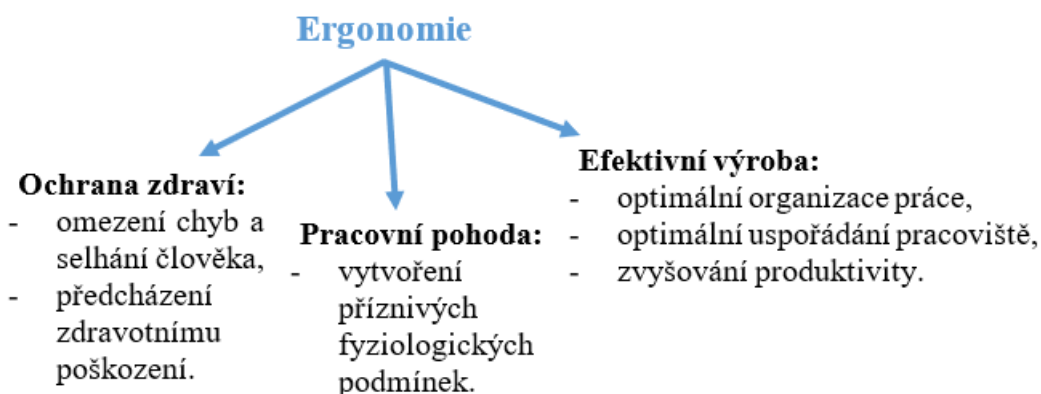 Ergonomie
Ochrana zdraví:
- omezení chyb a
selhání člověka,
- předcházení
zdravotnímu
poškození.
Pracovní pohoda:
- vytvoření
příznivých
fyziologických
podmínek.
Efektivní výroba:
- optimální organizace práce,
- optimální uspořádání pracoviště,
- zvyšování produktivity.